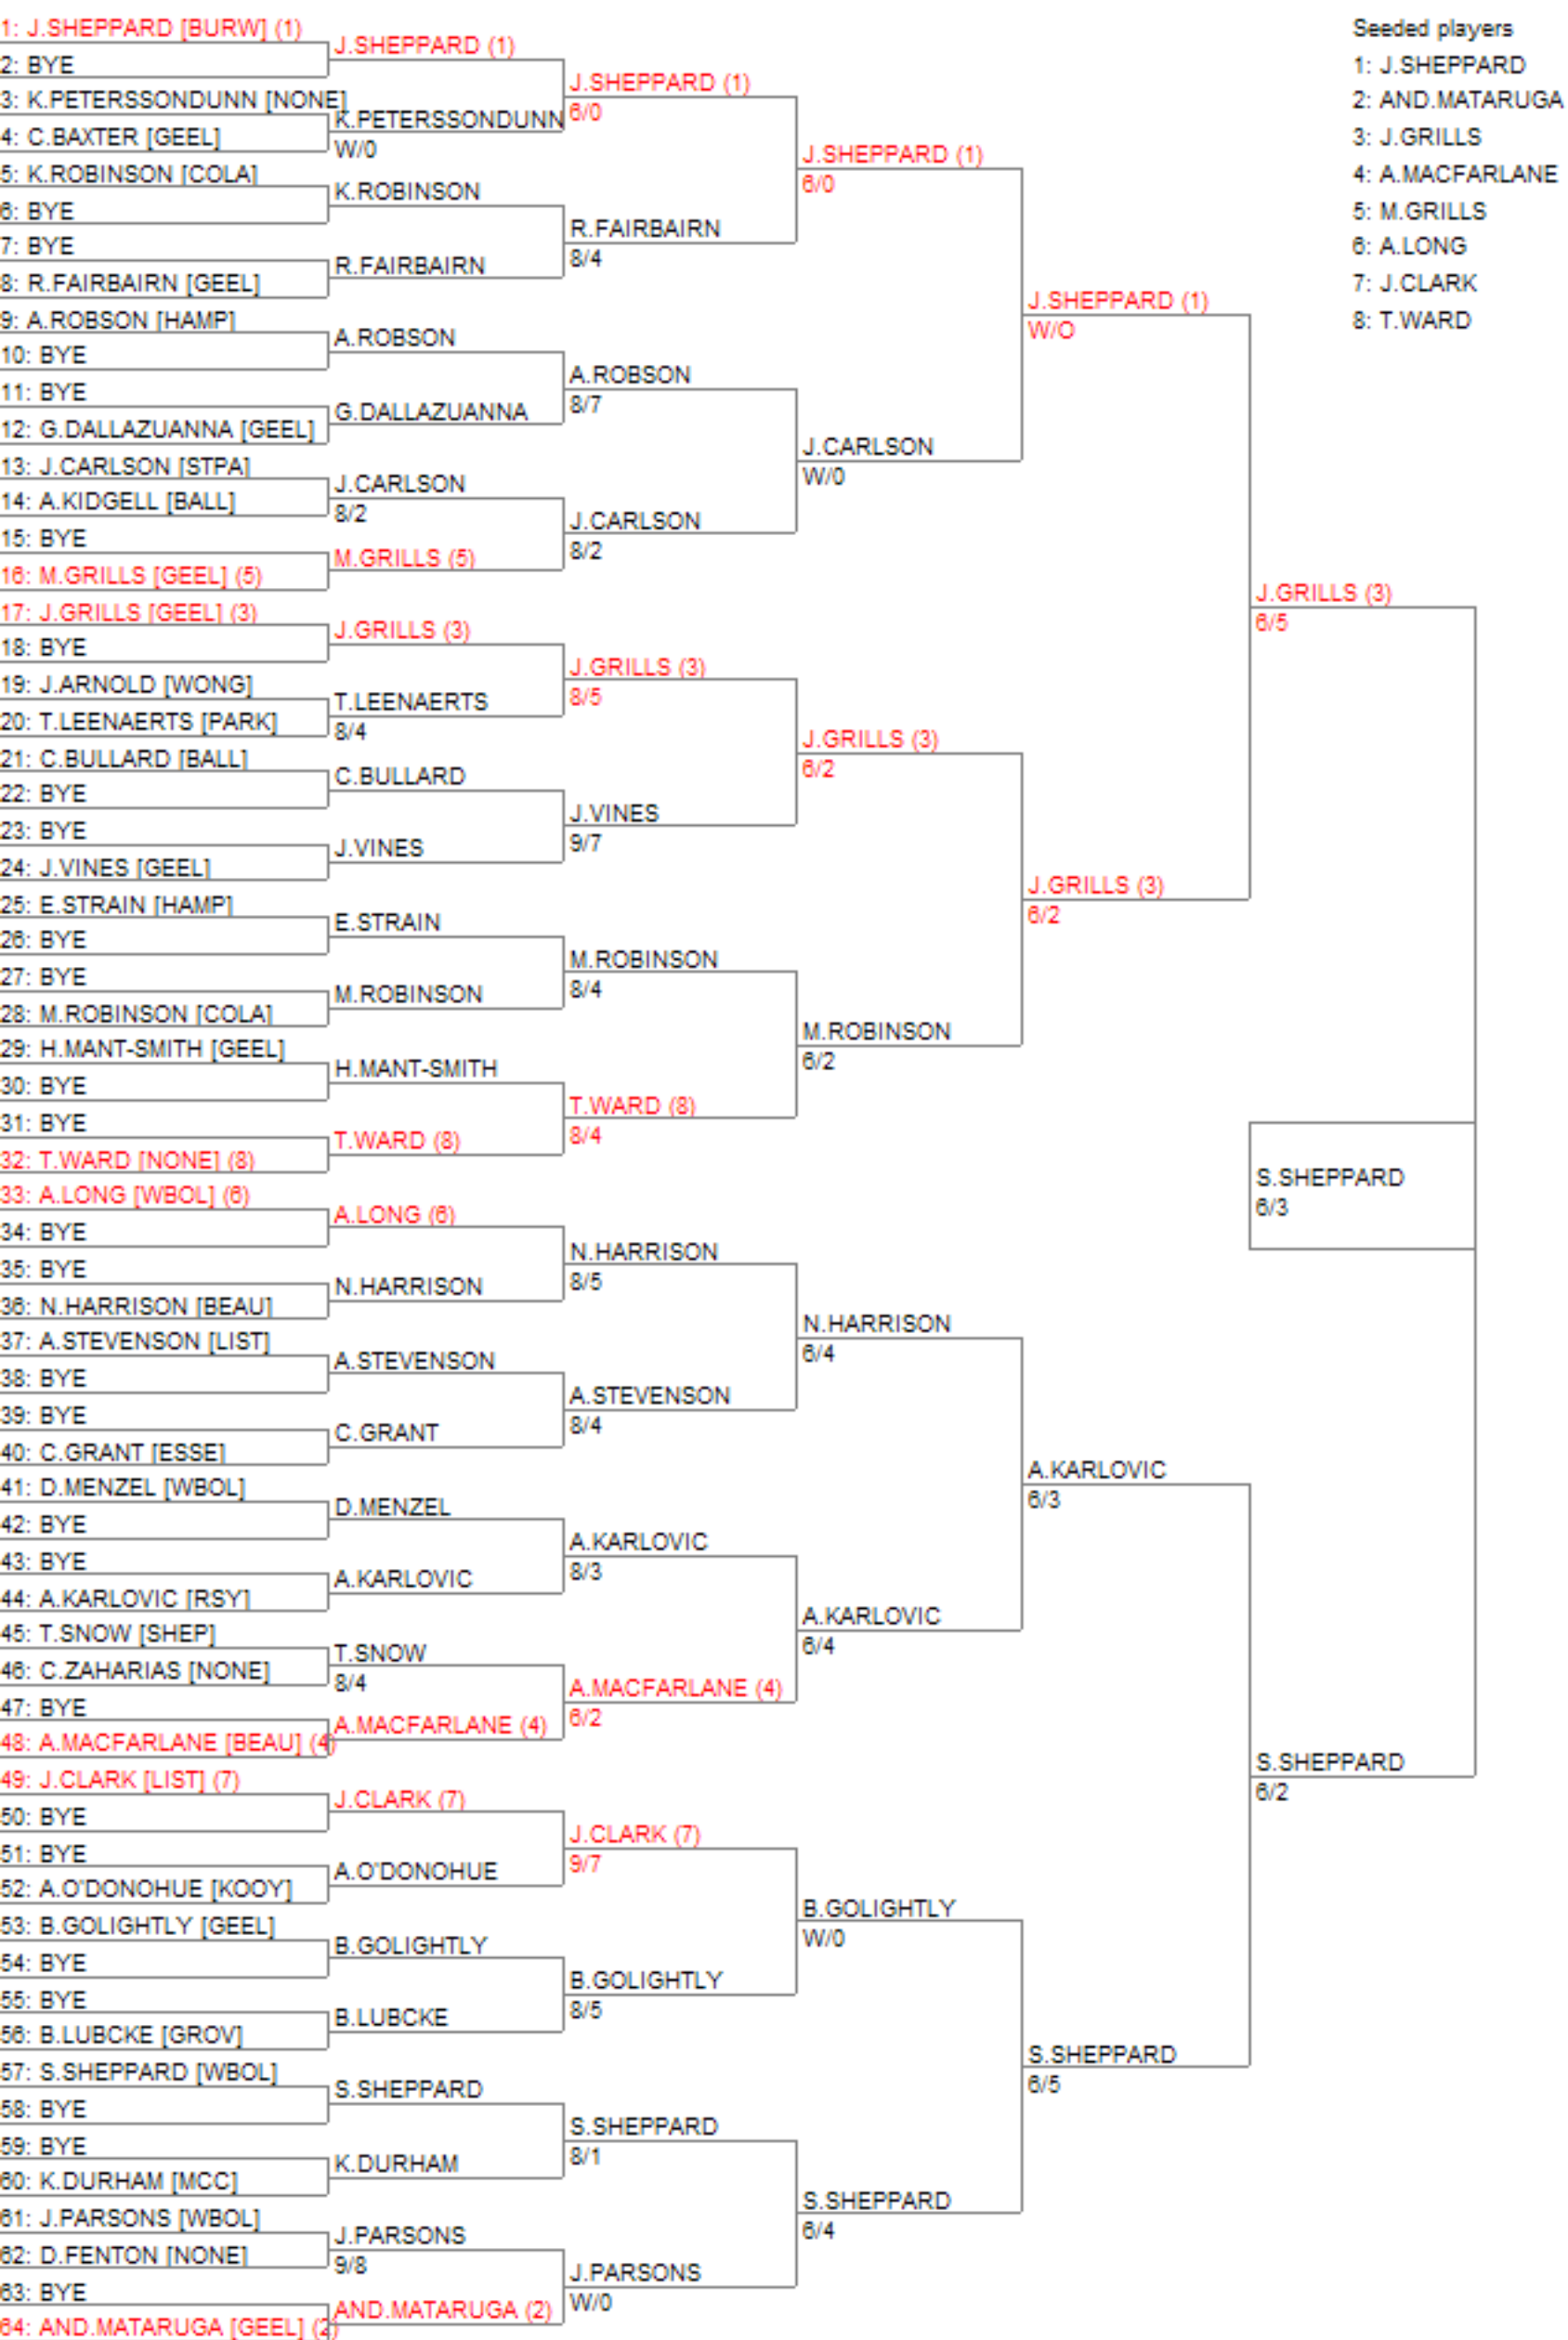 1: J.SHEPPARD [BURW] (1)
2: BYE
3: K.PETERSSONDUNN [NONE]
4: C.BAXTER [GEEL]
5: K.ROBINSON [COLA]
6: BYE
7: BYE
8: R.FAIRBAIRN [GEEL]
9: A.ROBSON [HAMP]
10: BYE
11: BYE
12: G.DALLAZUANNA [GEEL]
13: J.CARLSON [STPA]
14: A.KIDGELL [BALL]
15: BYE
16: M.GRILLS [GEEL] (5)
17: J.GRILLS [GEEL] (3)
18: BYE
19: J.ARNOLD [WONG]
20: T.LEENAERTS [PARK]
21: C.BULLARD [BALL]
22: BYE
23: BYE
24: J.VINES [GEEL]
25: E.STRAIN [HAMP]
26: BYE
27: BYE
28: M.ROBINSON [COLA]
29: H.MANT-SMITH [GEEL]
30: BYE
31: BYE
32: T.WARD [NONE] (8)
33: A.LONG [WBOL] (6)
34: BYE
35: BYE
36: N.HARRISON [BEAU]
37: A.STEVENSON [LIST]
38: BYE
39: BYE
40: C.GRANT [ESSE]
41: D.MENZEL [WBOL]
42: BYE
43: BYE
44: A.KARLOVIC [RSY]
45: T.SNOW [SHEP]
46: C.ZAHARIAS [NONE]
47: BYE
48: A.MACFARLANE [BEAU] (4)
49: J.CLARK [LIST] (7)
50: BYE
51: BYE
52: A.O'DONOHUE [KOOY]
53: B.GOLIGHTLY [GEEL]
54: BYE
55: BYE
56: B.LUBCKE [GROV]
57: S.SHEPPARD [WBOL]
58: BYE
59: BYE
60: K.DURHAM [MCC]
61: J.PARSONS [WBOL]
62: D.FENTON [NONE]
63: BYE
64: AND.MATARUGA [GEEL] (2)
J.SHEPPARD (1)
K.PETERSSONDUNN
W/0
K.ROBINSON
R.FAIRBAIRN
A.ROBSON
G.DALLAZUANNA
J.CARLSON
8/2
M.GRILLS (5)
J.GRILLS (3)
T.LEENAERTS
8/4
C.BULLARD
J.VINES
E.STRAIN
M.ROBINSON
H.MANT-SMITH
T.WARD (8)
A.LONG (6)
N.HARRISON
A.STEVENSON
C.GRANT
D.MENZEL
A.KARLOVIC
T.SNOW
8/4
A.MACFARLANE (4)
J.CLARK (7)
A.O'DONOHUE
B.GOLIGHTLY
B.LUBCKE
S.SHEPPARD
K.DURHAM
J.PARSONS
9/8
AND.MATARUGA (2)
J.SHEPPARD (1)
6/0
R.FAIRBAIRN
8/4
A.ROBSON
8/7
J.CARLSON
8/2
J.GRILLS (3)
8/5
J.VINES
9/7
M.ROBINSON
8/4
T.WARD (8)
8/4
N.HARRISON
8/5
A.STEVENSON
8/4
A.KARLOVIC
8/3
A.MACFARLANE (4)
6/2
J.CLARK (7)
9/7
B.GOLIGHTLY
8/5
S.SHEPPARD
8/1
J.PARSONS
W/0
J.SHEPPARD (1)
6/0
J.CARLSON
W/0
J.GRILLS (3)
6/2
M.ROBINSON
6/2
N.HARRISON
6/4
A.KARLOVIC
6/4
B.GOLIGHTLY
W/0
S.SHEPPARD
6/4
J.SHEPPARD (1)
W/O
J.GRILLS (3)
6/2
A.KARLOVIC
6/3
S.SHEPPARD
6/5
J.GRILLS (3)
6/5
S.SHEPPARD
6/3
S.SHEPPARD
6/2
Seeded players
1: J.SHEPPARD
2: AND.MATARUGA
3: J.GRILLS
4: A.MACFARLANE
5: M.GRILLS
6: A.LONG
7: J.CLARK
8: T.WARD